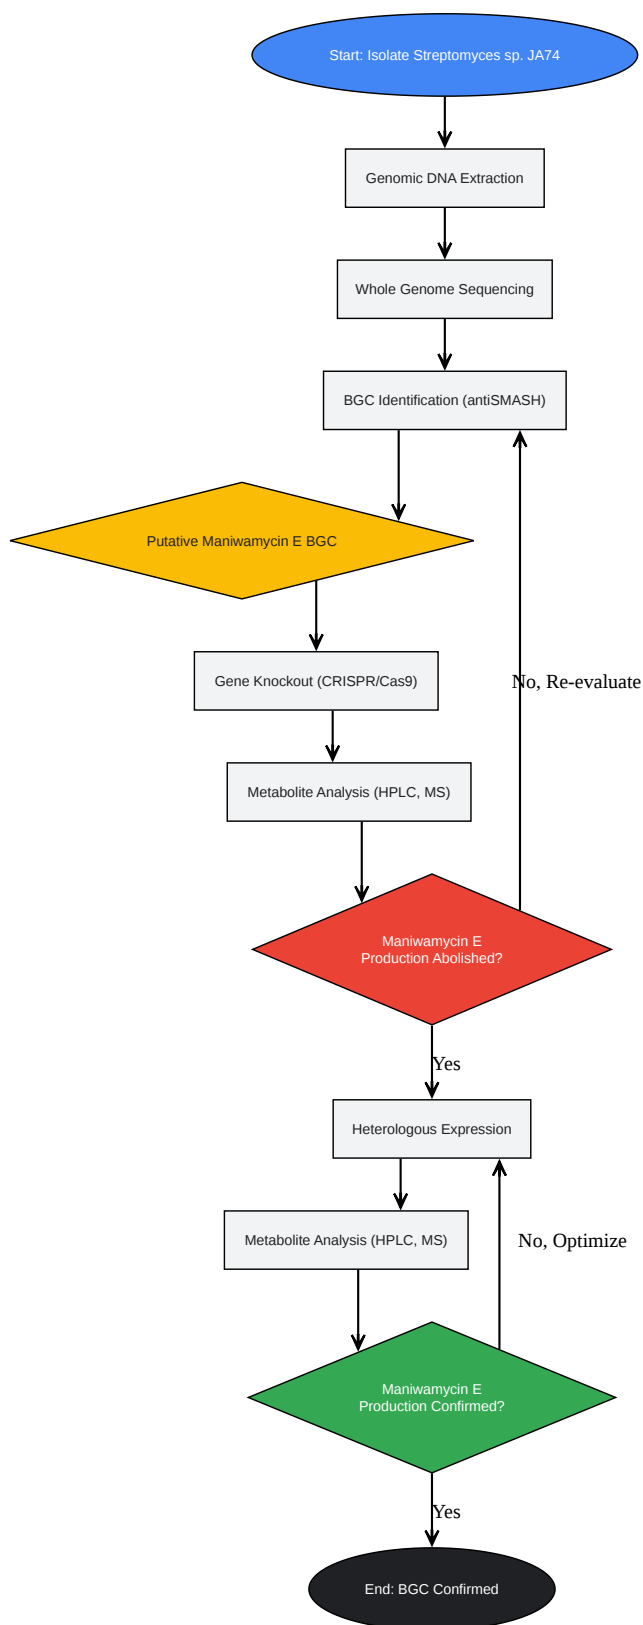 Start: Isolate Streptomyces sp. JA74
Genomic DNA Extraction
Whole Genome Sequencing
BGC Identification (antiSMASH)
Putative Maniwamycin E BGC
Gene Knockout (CRISPR/Cas9)
No, Re-evaluate
Metabolite Analysis (HPLC, MS)
Maniwamycin E
Production Abolished?
Yes
Heterologous Expression
Metabolite Analysis (HPLC, MS)
No, Optimize
Maniwamycin E
Production Confirmed?
Yes
End: BGC Confirmed